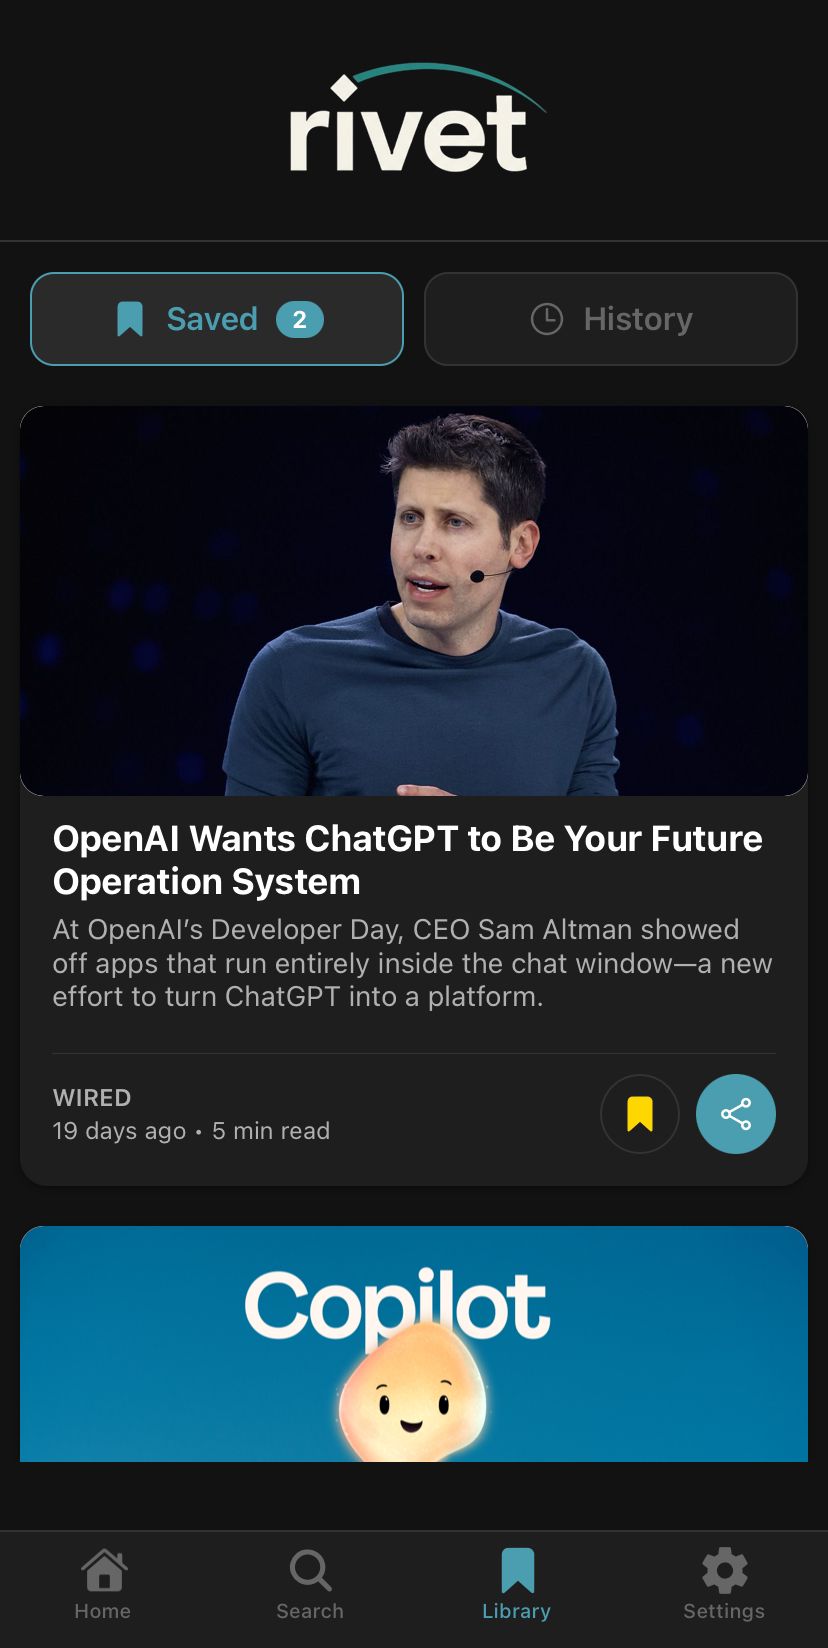 rivet
Saved 2
History
OpenAI Wants ChatGPT to Be Your Future
Operation System
At OpenAI’s Developer Day, CEO Sam Altman showed
off apps that run entirely inside the chat window—a new
effort to turn ChatGPT into a platform.
WIRED
19 days ago • 5 min read
Copilot
Home
Search
Library
Settings